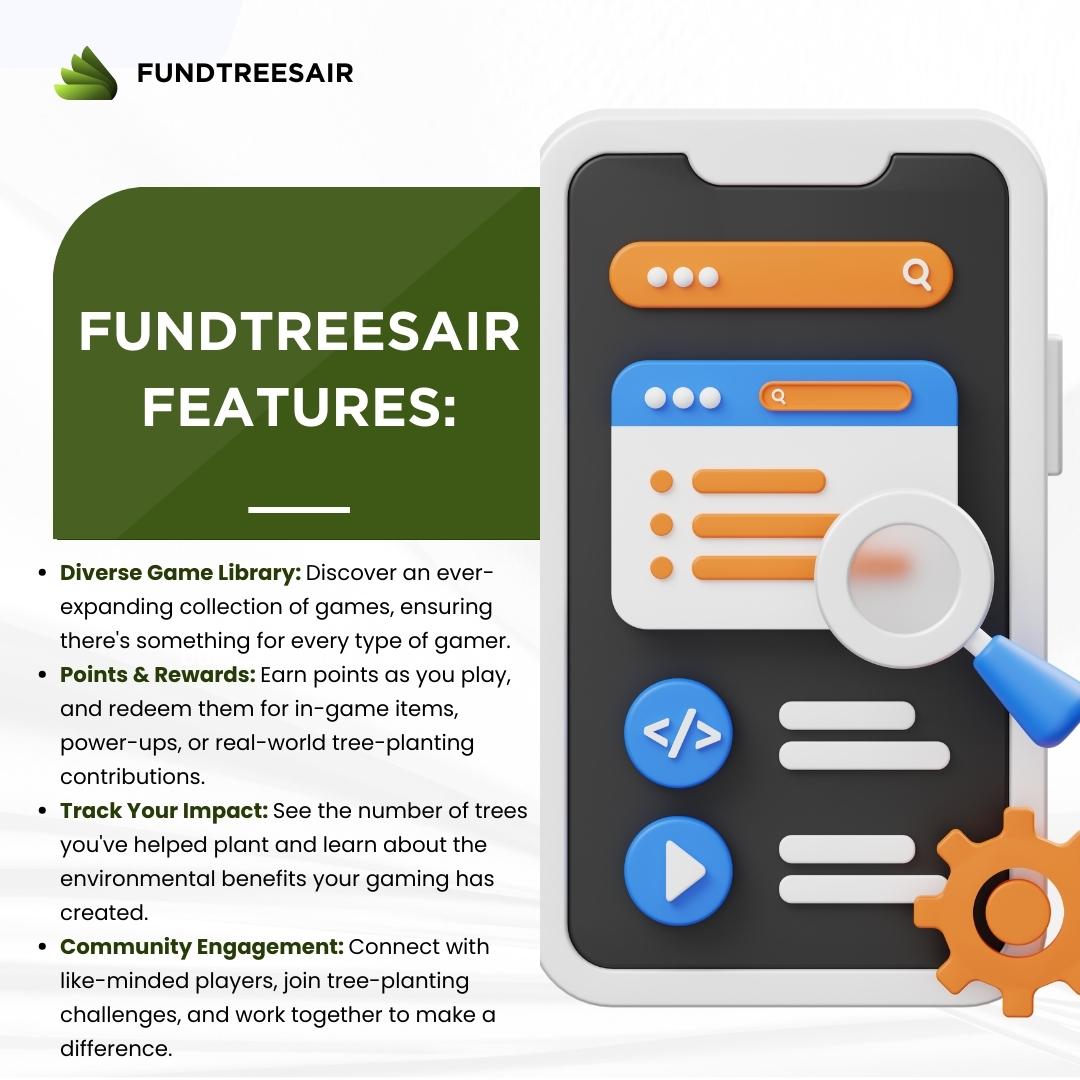 FUNDTREESAIR
FUNDTREESAIR
FEATURES:
• Diverse Game Library: Discover an ever-
expanding collection of games, ensuring
there's something for every type of gamer.
• Points & Rewards: Earn points as you play,
and redeem them for in-game items,
power-ups, or real-world tree-planting
contributions.
• Track Your Impact: See the number of trees
you've helped plant and learn about the
environmental benefits your gaming has
created.
• Community Engagement: Connect with
like-minded players, join tree-planting
challenges, and work together to make a
difference.